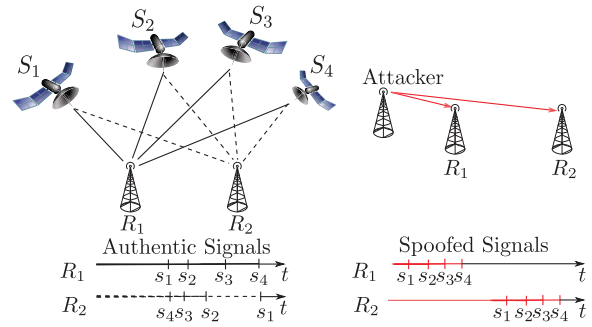 S₁
S₂
S₃
S₄
R₁
R₂
Attacker
R₁
R₂
Authentic Signals
R₁ s₁ s₂ s₃ s₄ t
R₂ s₄ s₃ s₂ s₁ t
Spoofed Signals
R₁ s₁ s₂ s₃ s₄ t
R₂ s₁ s₂ s₃ s₄ t